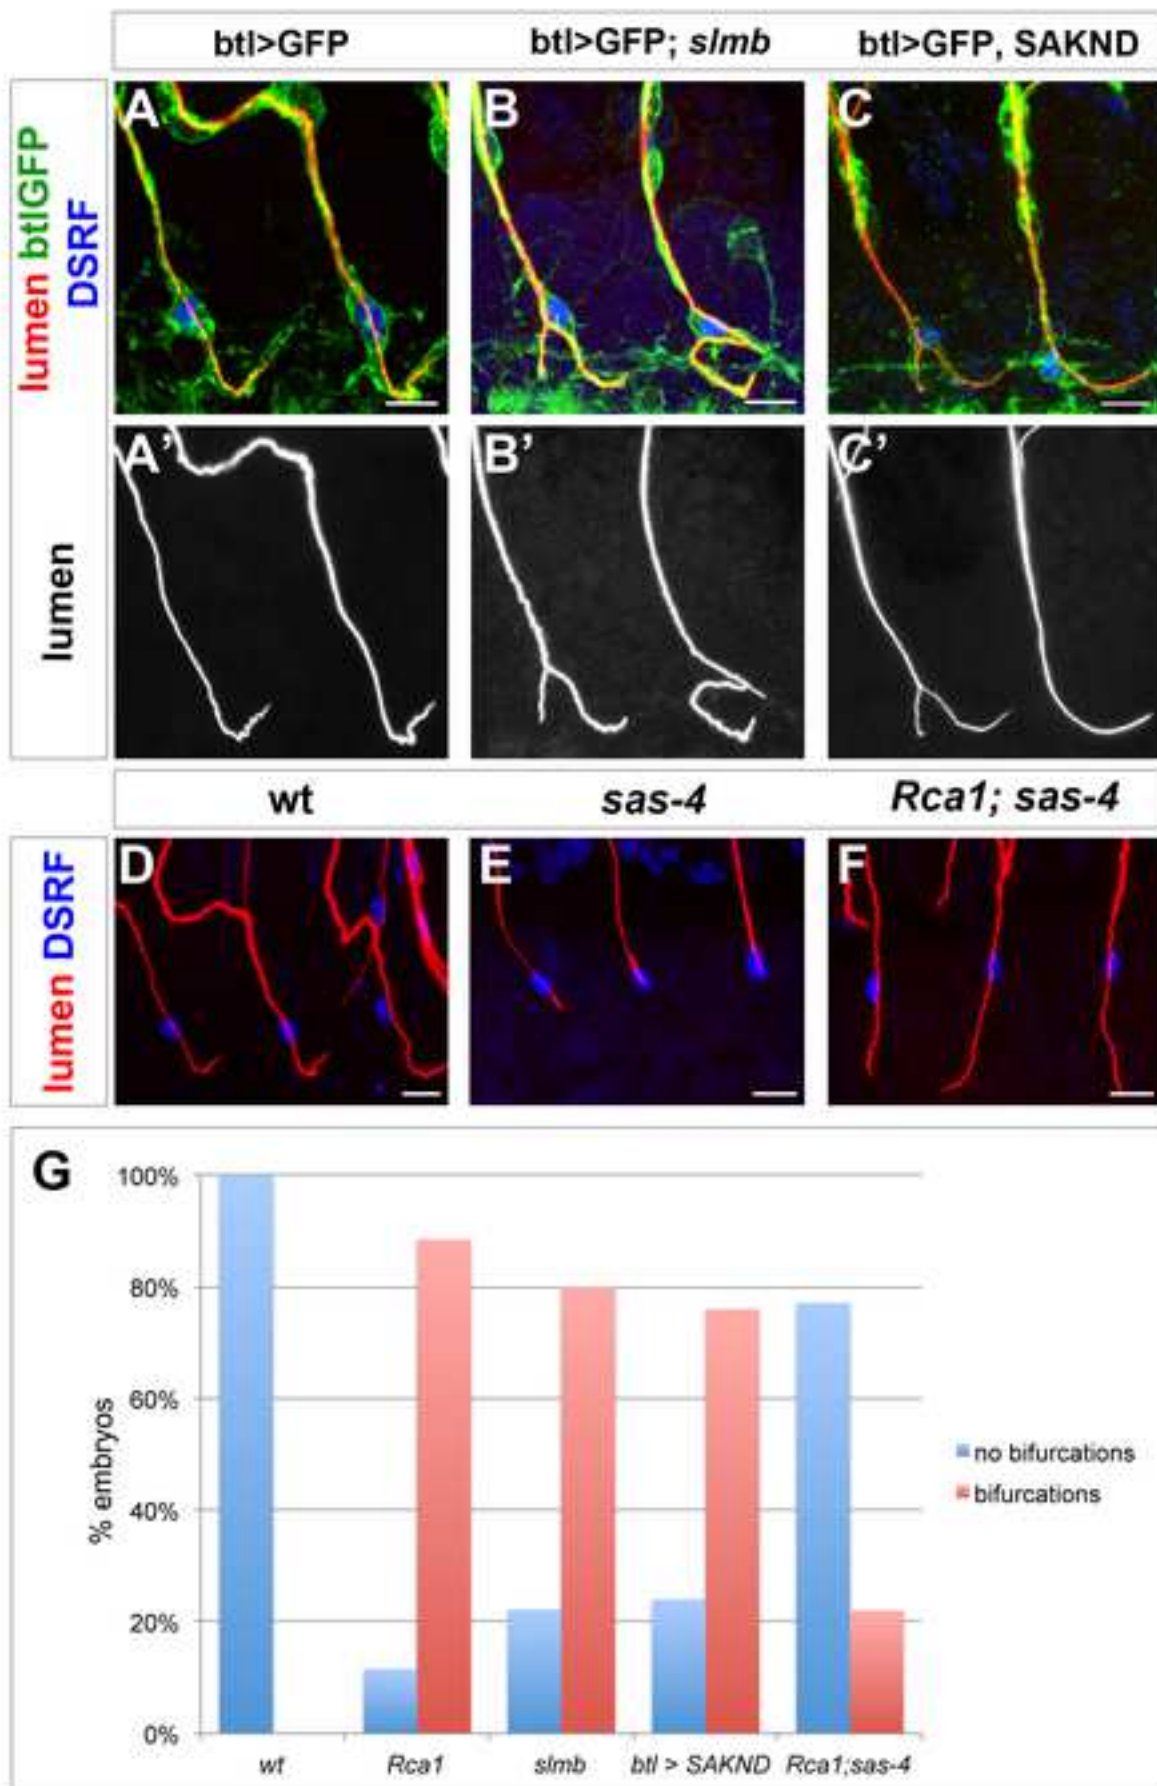 btl>GFP
btl>GFP; slmb
btl>GFP, SAKND
lumen btlGFP
DSRF
A
B
C
lumen
A'
B'
C'
wt
sas-4
Rca1; sas-4
lumen DSRF
D
E
F
G
100%
80%
60%
40%
20%
0%
% embryos
no bifurcations
bifurcations
wt
Rca1
slmb
btl > SAKND
Rca1;sas-4